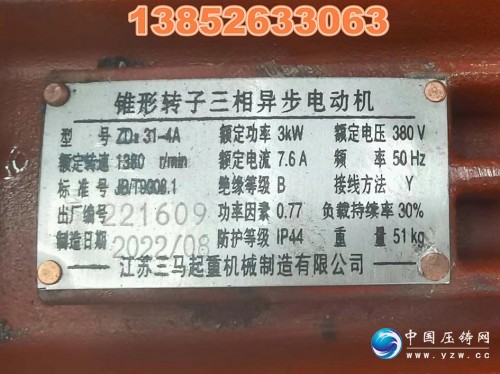 13852633063
锥形转子三相异步电动机
型 号 ZD₁ 31-4A 额定功率 3kW 额定电压 380 V
额定转速 1380 r/min 额定电流 7.6 A 频 率 50 Hz
标 准 号 JB/T9008.1 绝缘等级 B 接线方法 Y
出厂编号 221609 功率因素 0.77 负载持续率 30%
制造日期 2022/08 防护等级 IP44 重 量 51 kg
江苏三马起重机械制造有限公司
中国压铸网
www.yzw.cc